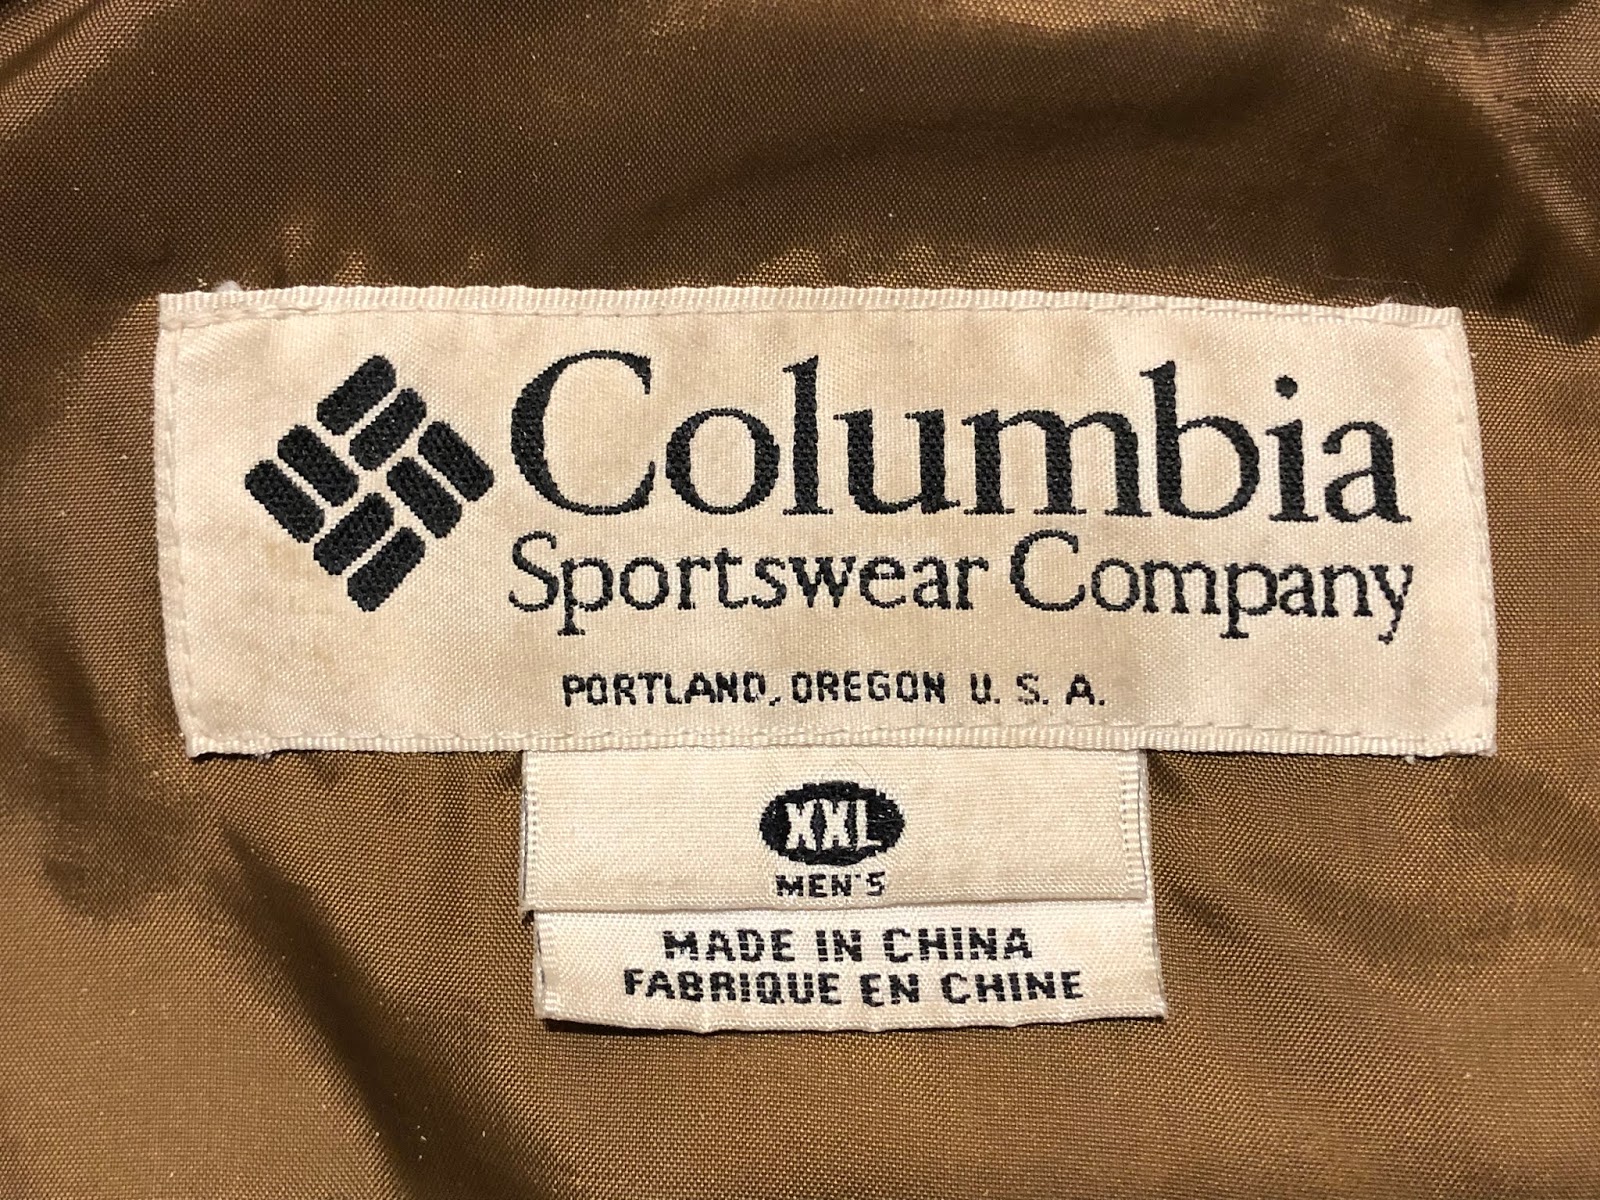 Columbia
Sportswear Company
PORTLAND, OREGON U. S. A.
XXL
MEN'S
MADE IN CHINA
FABRIQUE EN CHINE